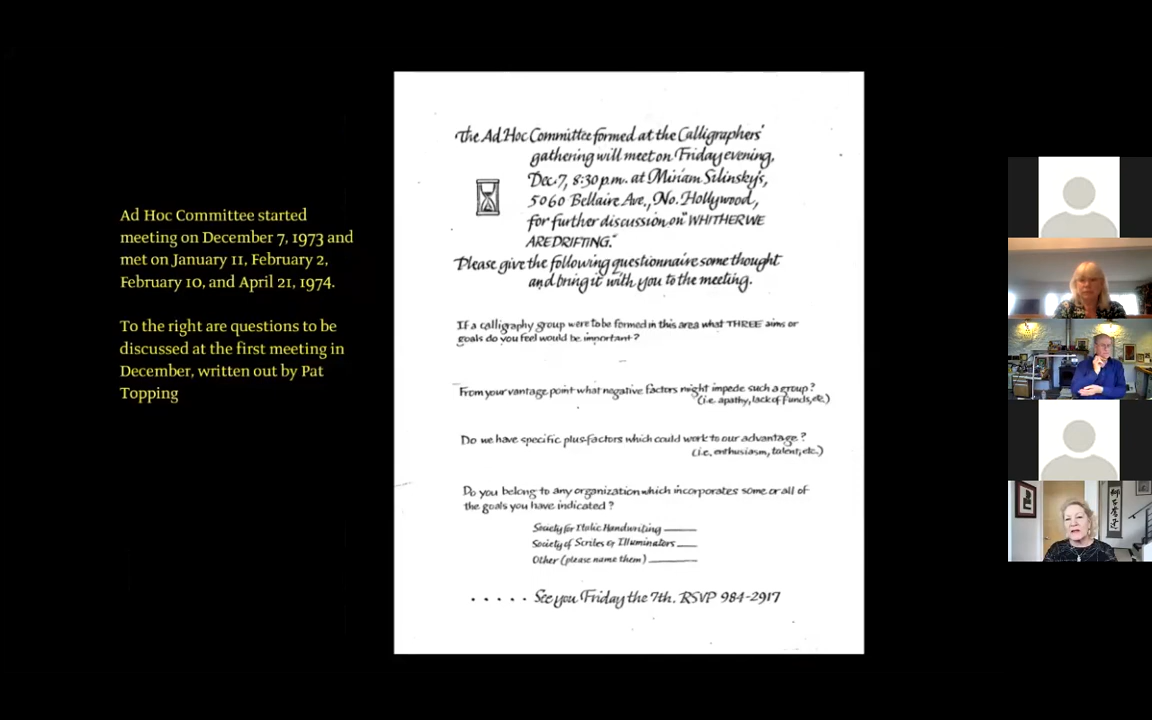 Ad Hoc Committee started
meeting on December 7, 1973 and
met on January 11, February 2,
February 10, and April 21, 1974.
To the right are questions to be
discussed at the first meeting in
December, written out by Pat
Topping
The Ad Hoc Committee formed at the Calligraphers'
gathering will meet on Friday evening,
Dec. 7, 8:30 p.m. at Miriam Silinsky's,
5060 Bellaire Ave., No. Hollywood,
for further discussion on "WHITHER WE
ARE DRIFTING."
Please give the following questionnaire some thought
and bring it with you to the meeting.
If a calligraphy group were to be formed in this area what THREE aims or
goals do you feel would be important?
From your vantage point what negative factors might impede such a group?
(i.e. apathy, lack of funds, etc.)
Do we have specific plus-factors which could work to our advantage?
(i.e. enthusiasm, talent, etc.)
Do you belong to any organization which incorporates some or all of
the goals you have indicated?
Society for Italic Handwriting
Society of Scribes & Illuminators
Other (please name them)
. . . . . See you Friday the 7th. RSVP 984-2917